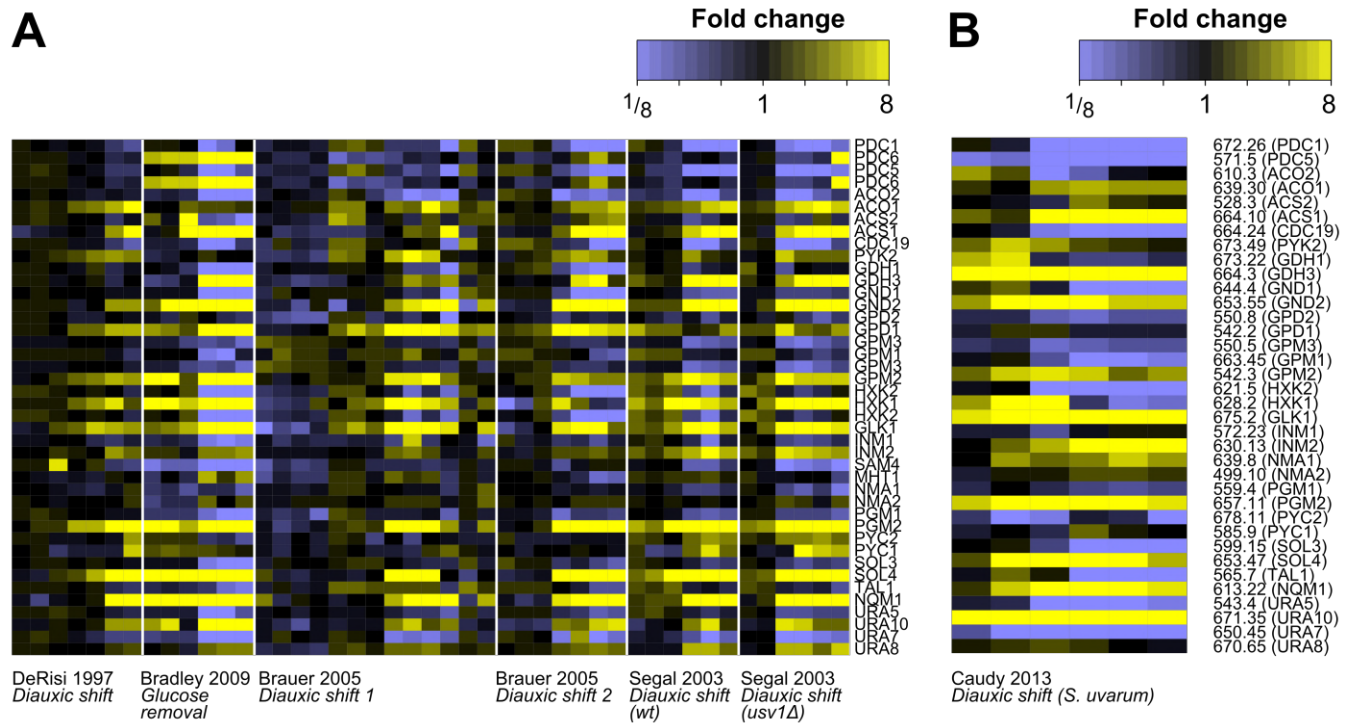 A
Fold change
1/8
1
8
PDC1
PDC6
PDC5
PDC6
ACO2
ACO1
ACS2
ACS1
CDC19
PYK2
GDH1
GDH3
GND1
GND2
GPD2
GPD1
GPM3
GPM1
GPM3
GPM2
HXK2
HXK1
HXK2
GLK1
INM1
INM2
SAM4
MHT1
NMA1
NMA2
PGM1
PGM2
PYC2
PYC1
SOL3
SOL4
TAL1
NQM1
URA5
URA10
URA7
URA8
DeRisi 1997
Diauxic shift
Bradley 2009
Glucose
removal
Brauer 2005
Diauxic shift 1
Brauer 2005
Diauxic shift 2
Segal 2003
Diauxic shift
(wt)
Segal 2003
Diauxic shift
(usv1Δ)
B
Fold change
1/8
1
8
672.26 (PDC1)
571.5 (PDC5)
610.3 (ACO2)
639.30 (ACO1)
528.3 (ACS2)
664.10 (ACS1)
664.24 (CDC19)
673.49 (PYK2)
673.22 (GDH1)
664.3 (GDH3)
644.4 (GND1)
653.55 (GND2)
550.8 (GPD2)
542.2 (GPD1)
550.5 (GPM3)
663.45 (GPM1)
542.3 (GPM2)
621.5 (HXK2)
628.2 (HXK1)
675.2 (GLK1)
572.23 (INM1)
630.13 (INM2)
639.8 (NMA1)
499.10 (NMA2)
559.4 (PGM1)
657.11 (PGM2)
678.11 (PYC2)
585.9 (PYC1)
599.15 (SOL3)
653.47 (SOL4)
565.7 (TAL1)
613.22 (NQM1)
543.4 (URA5)
671.35 (URA10)
650.45 (URA7)
670.65 (URA8)
Caudy 2013
Diauxic shift (S. uvarum)